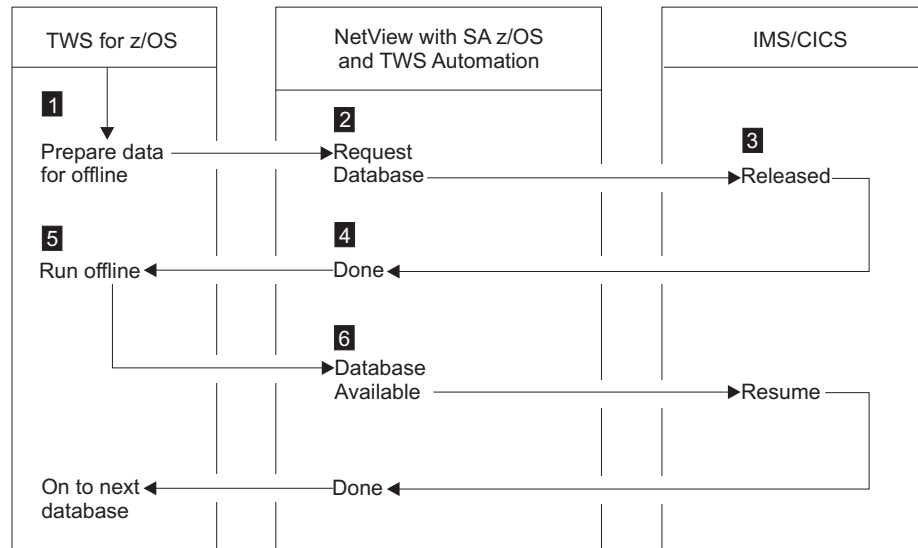 TWS for z/OS
NetView with SA z/OS
and TWS Automation
IMS/CICS
1
Prepare data
for offline
2
Request
Database
3
Released
4
Done
5
Run offline
6
Database
Available
Resume
Done
On to next
database